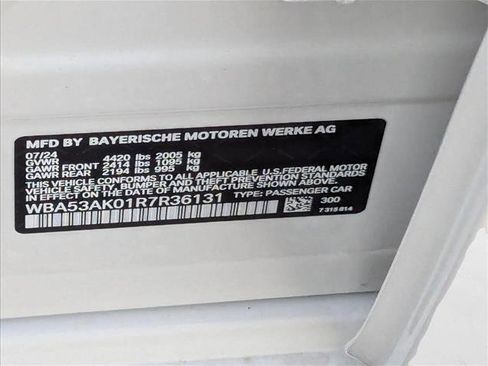 MFD BY BAYERISCHE MOTOREN WERKE AG
07/24
GVWR 4420 lbs 2005 kg
GAWR FRONT 2414 lbs 1095 kg
GAWR REAR 2194 lbs 995 kg
THIS VEHICLE CONFORMS TO ALL APPLICABLE U.S. FEDERAL MOTOR
VEHICLE SAFETY, BUMPER, AND THEFT PREVENTION STANDARDS
IN EFFECT ON THE DATE OF MANUFACTURE SHOWN ABOVE.
WBA53AK01R7R36131 TYPE: PASSENGER CAR
300
7 315 814